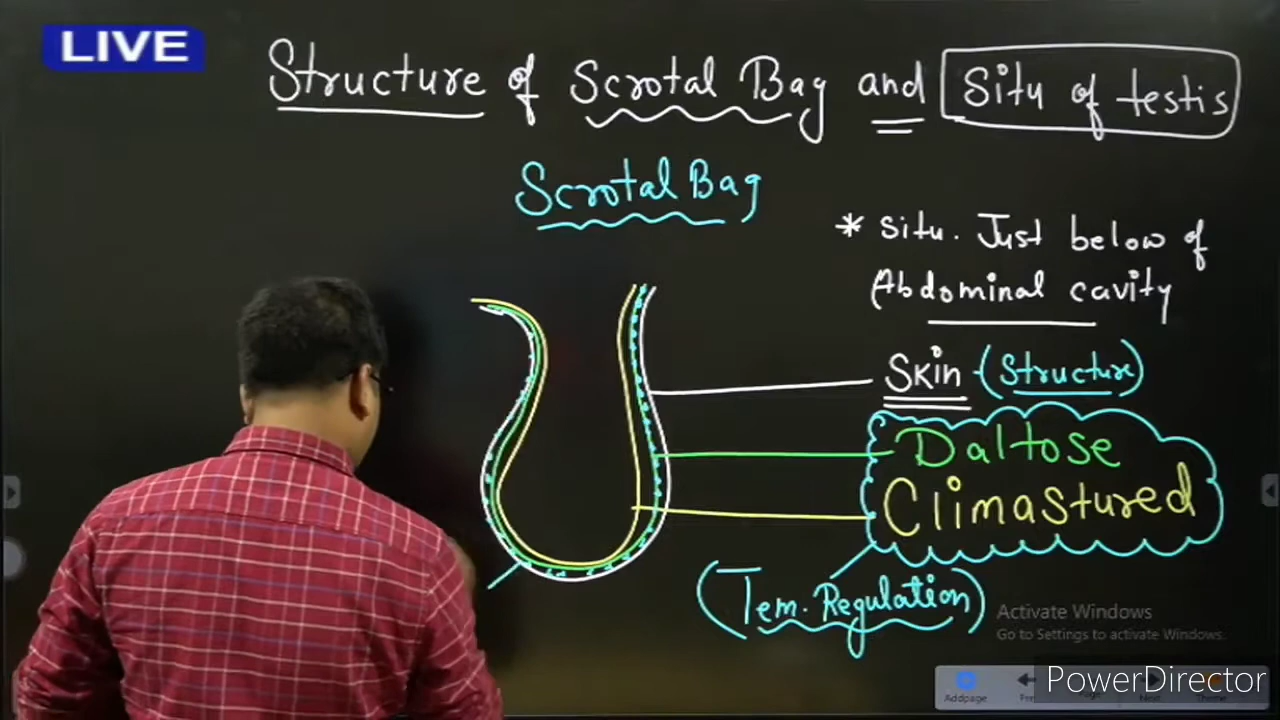 LIVE
Structure of Scrotal Bag and Situ of testis
Scrotal Bag
* Situ. Just below of
Abdominal cavity
Skin - (Structure)
Daltose
Climastured
(Tem. Regulation)
Activate Windows
Go to Settings to activate Windows.
Addpage
PowerDirector